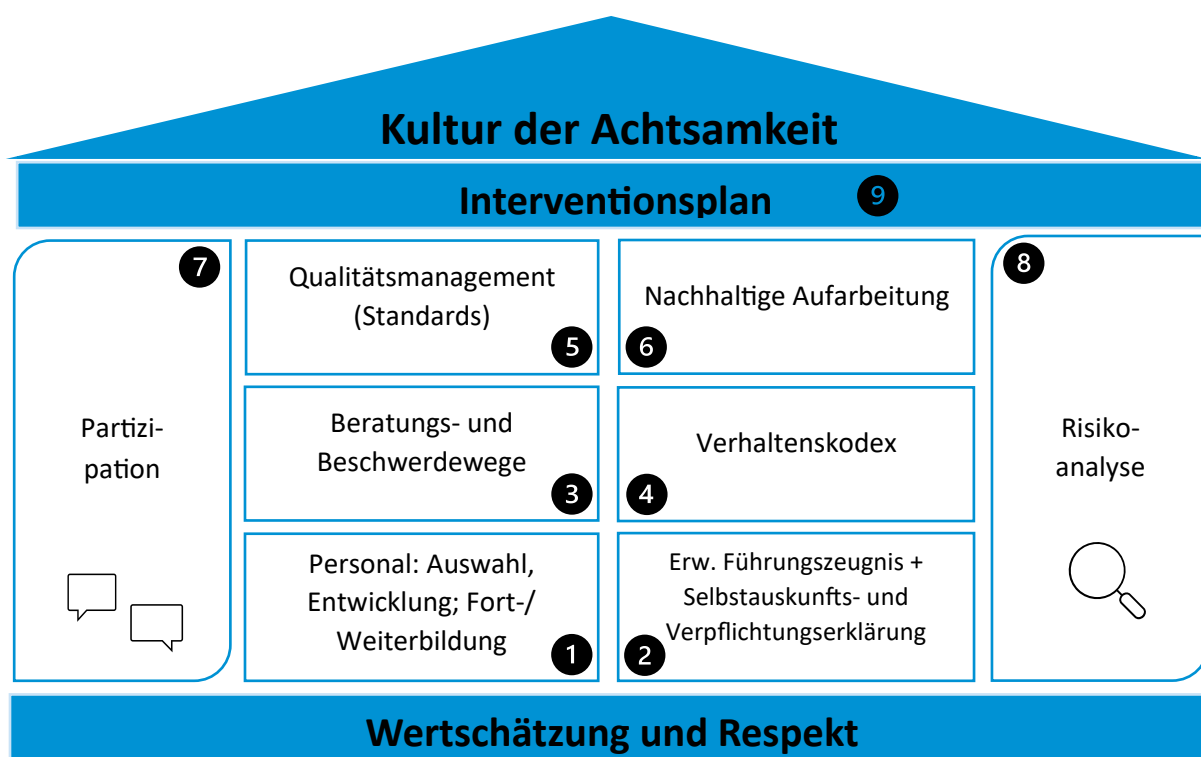 Kultur der Achtsamkeit
Interventionsplan 9
7
Partizi-
pation
Qualitätsmanagement
(Standards)
5
Nachhaltige Aufarbeitung
6
Beratungs- und
Beschwerdewege
3
Verhaltenskodex
4
Personal: Auswahl,
Entwicklung; Fort-/
Weiterbildung
1
Erw. Führungszeugnis +
Selbstauskunfts- und
Verpflichtungserklärung
2
8
Risiko-
analyse
Wertschätzung und Respekt